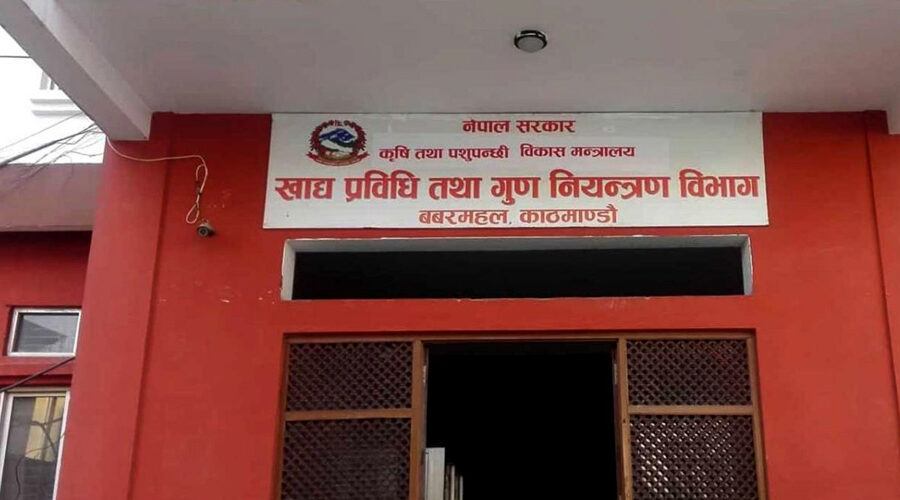 नेपाल सरकार
कृषि तथा पशुपन्छी विकास मन्त्रालय
खाद्य प्रविधि तथा गुण नियन्त्रण विभाग
बबरमहल, काठमाण्डौ